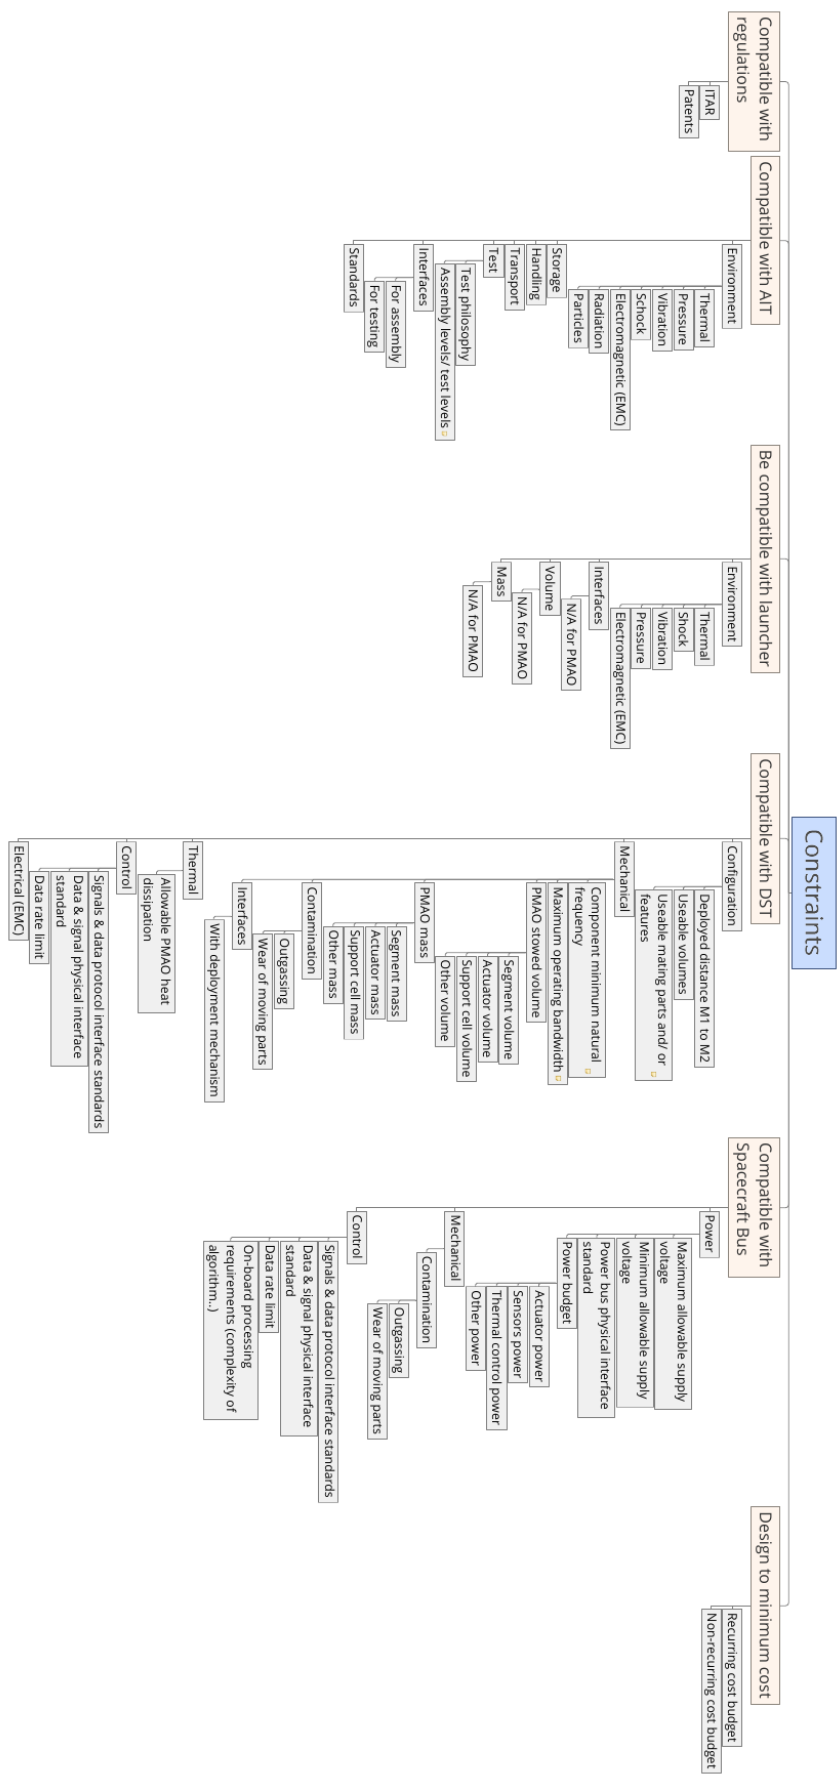 Constraints
Compatible with
regulations
ITAR
Patents
Compatible with AIT
Environment
Thermal
Pressure
Vibration
Schock
Electromagnetic (EMC)
Radiation
Particles
Storage
Handling
Transport
Test
Test philosophy
Assembly levels/ test levels
Interfaces
For assembly
For testing
Standards
Be compatible with launcher
Environment
Thermal
Shock
Vibration
Pressure
Electromagnetic (EMC)
Interfaces
N/A for PMAO
Volume
N/A for PMAO
Mass
N/A for PMAO
Compatible with DST
Configuration
Deployed distance M1 to M2
Useable volumes
Useable mating parts and/ or
features
Mechanical
Component minimum natural
frequency
Maximum operating bandwidth
PMAO stowed volume
Segment volume
Actuator volume
Support cell volume
Other volume
PMAO mass
Segment mass
Actuator mass
Support cell mass
Other mass
Contamination
Outgassing
Wear of moving parts
Interfaces
With deployment mechanism
Thermal
Allowable PMAO heat
dissipation
Control
Signals & data protocol interface standards
Data & signal physical interface
standard
Data rate limit
Electrical (EMC)
Compatible with
Spacecraft Bus
Power
Maximum allowable supply
voltage
Minimum allowable supply
voltage
Power bus physical interface
standard
Power budget
Actuator power
Sensors power
Thermal control power
Other power
Mechanical
Contamination
Outgassing
Wear of moving parts
Control
Signals & data protocol interface standards
Data & signal physical interface
standard
Data rate limit
On-board processing
requirements (complexity of
algorithm..)
Design to minimum cost
Recurring cost budget
Non-recurring cost budget